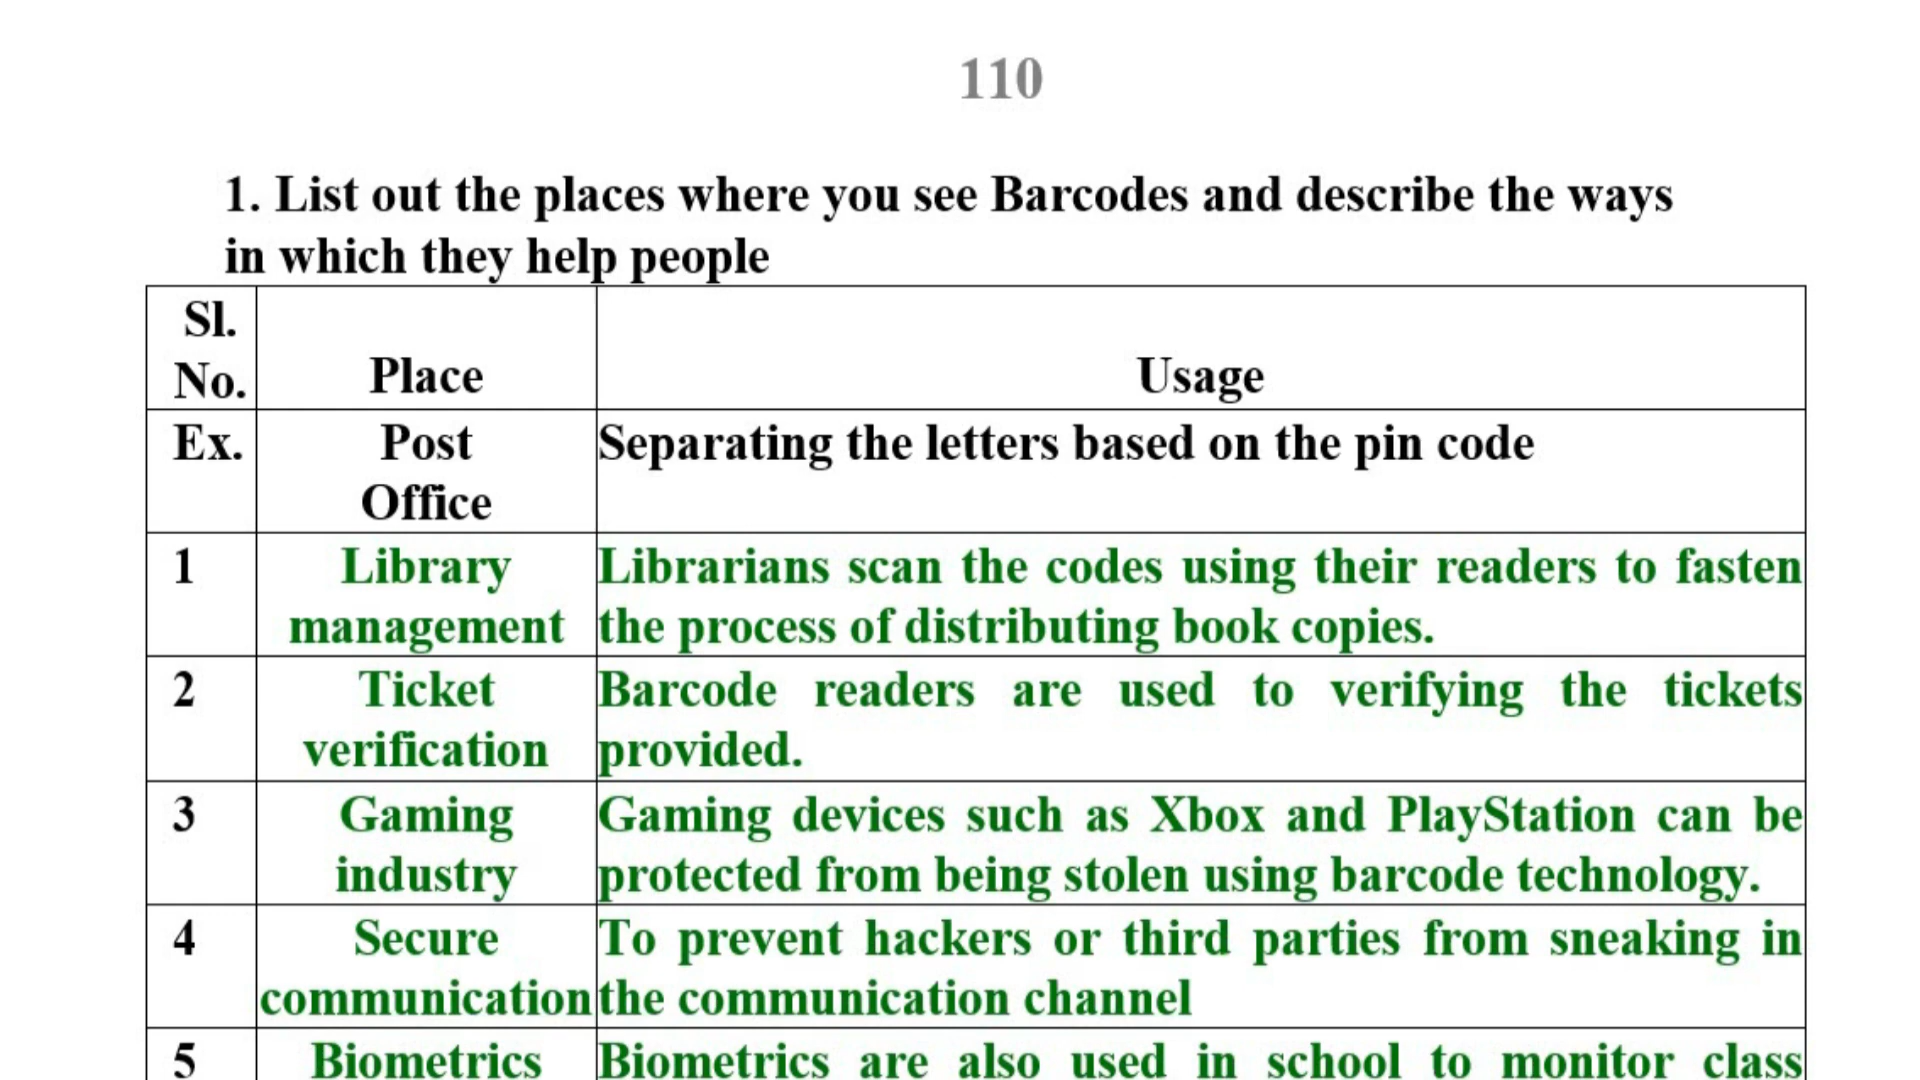 110
1. List out the places where you see Barcodes and describe the ways
in which they help people
Sl.
No.
Place
Usage
Ex.
Post
Office
Separating the letters based on the pin code
1
Library
management
Librarians scan the codes using their readers to fasten
the process of distributing book copies.
2
Ticket
verification
Barcode readers are used to verifying the tickets
provided.
3
Gaming
industry
Gaming devices such as Xbox and PlayStation can be
protected from being stolen using barcode technology.
4
Secure
communication
To prevent hackers or third parties from sneaking in
the communication channel
5
Biometrics
Biometrics are also used in school to monitor class